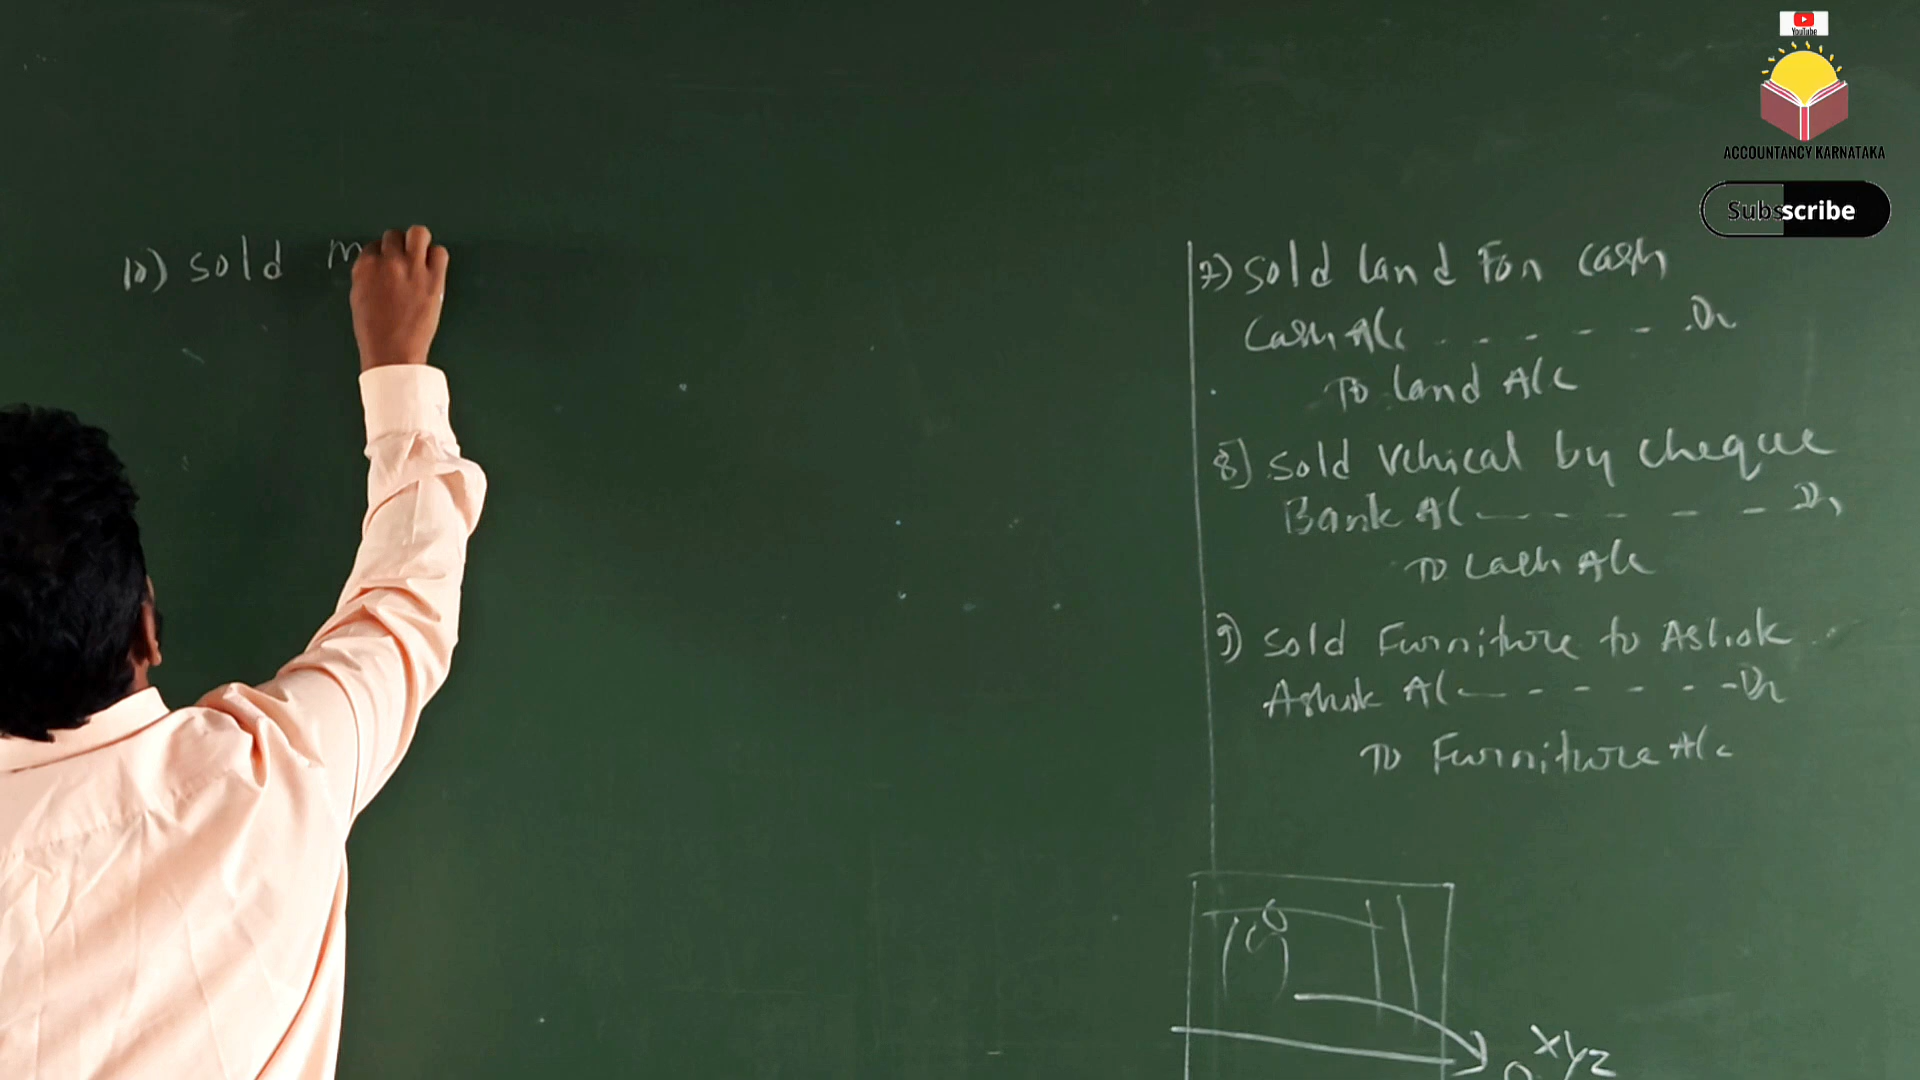 10) Sold m
7) Sold land For cash
Cash A/c - - - - - Dr
To land A/c
8] Sold Vehical by cheque
Bank A/c - - - - - Dr
To Cash A/c
9) Sold Furniture to Ashok
Ashok A/c - - - - - Dr
To Furniture A/c
XYZ
YouTube
ACCOUNTANCY KARNATAKA
Subscribe